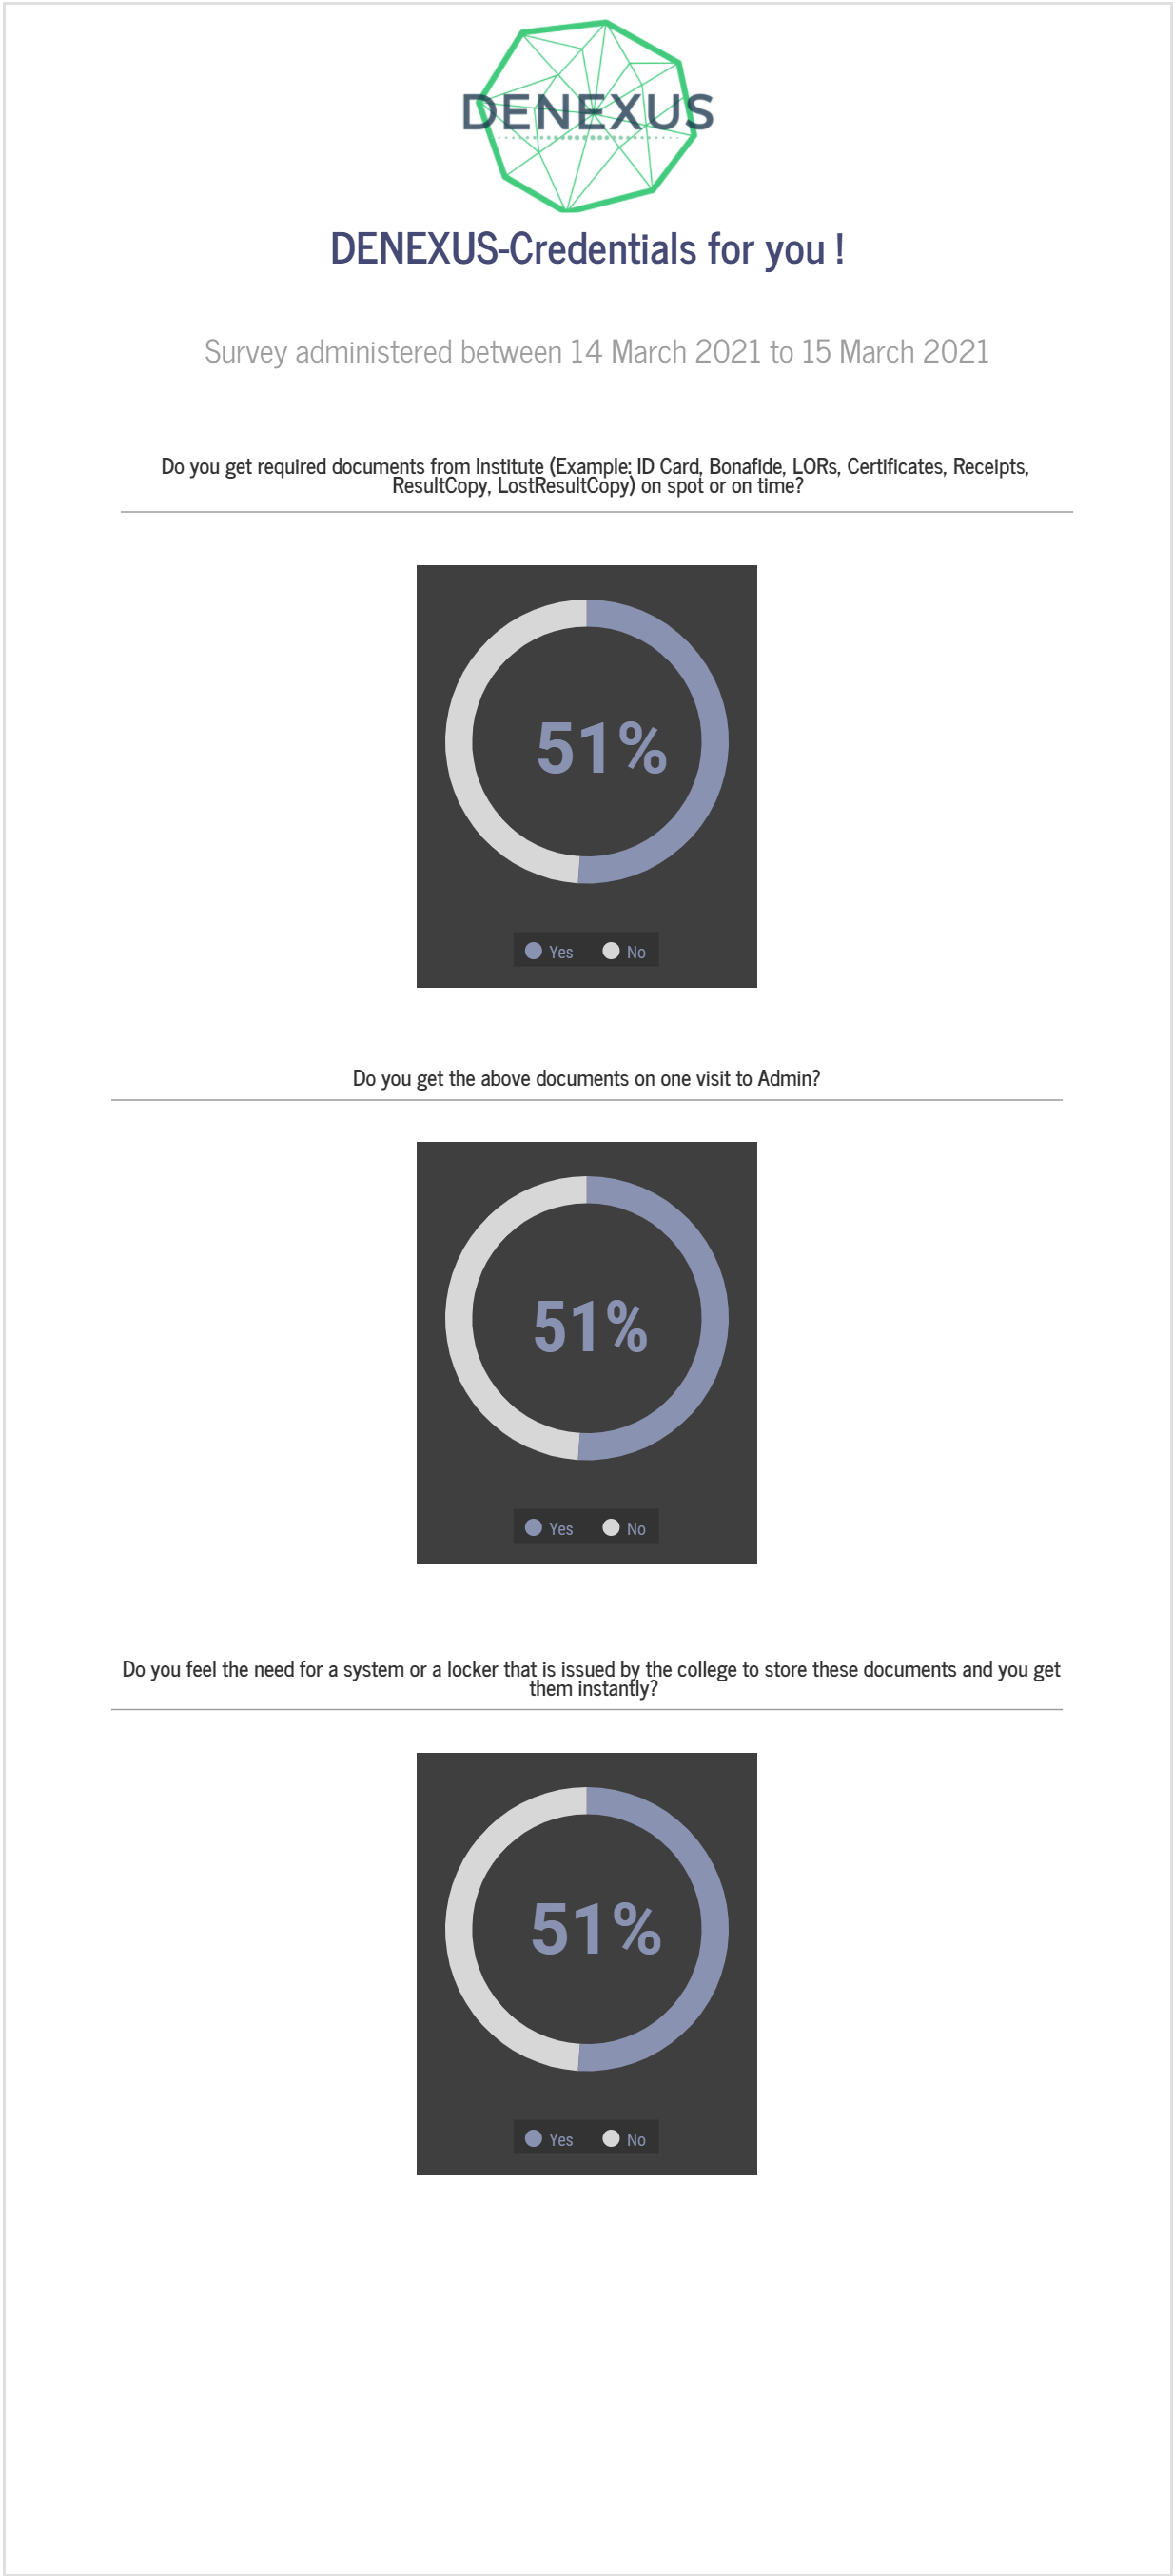 DENEXUS
DENEXUS-Credentials for you !
Survey administered between 14 March 2021 to 15 March 2021
Do you get required documents from Institute (Example: ID Card, Bonafide, LORs, Certificates, Receipts,
ResultCopy, LostResultCopy) on spot or on time?
51%
Yes No
Do you get the above documents on one visit to Admin?
51%
Yes No
Do you feel the need for a system or a locker that is issued by the college to store these documents and you get
them instantly?
51%
Yes No